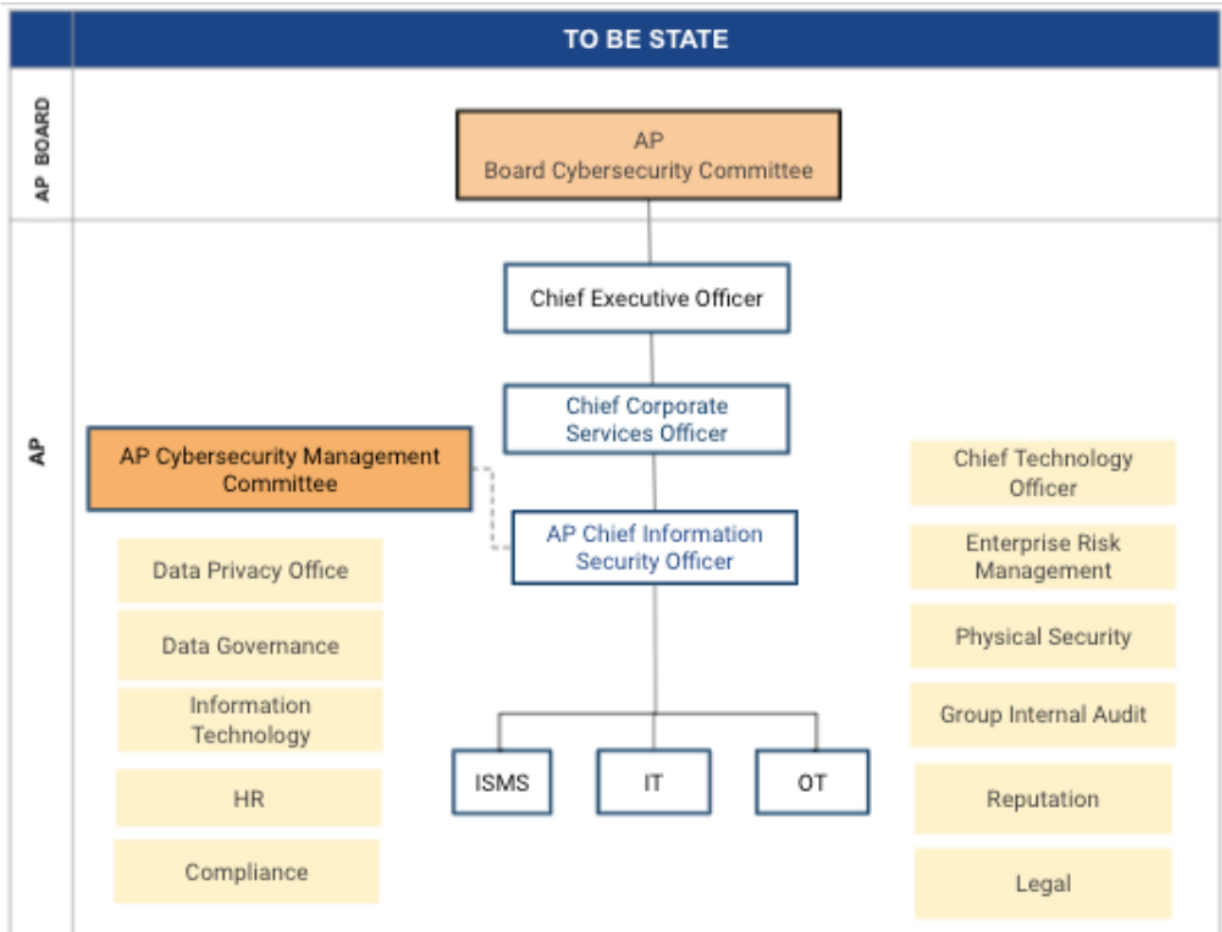 TO BE STATE
AP BOARD
AP
Board Cybersecurity Committee
AP
Chief Executive Officer
Chief Corporate
Services Officer
AP Cybersecurity Management
Committee
AP Chief Information
Security Officer
Data Privacy Office
Data Governance
Information
Technology
HR
Compliance
ISMS
IT
OT
Chief Technology
Officer
Enterprise Risk
Management
Physical Security
Group Internal Audit
Reputation
Legal